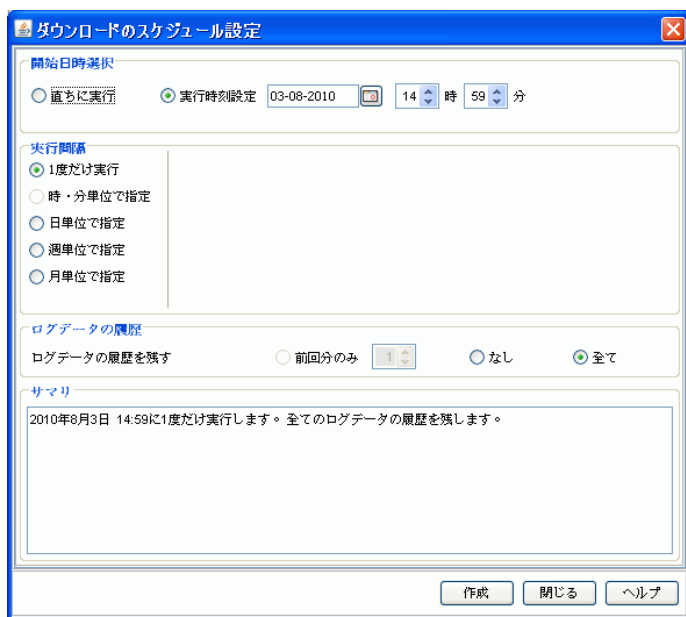 ダウンロードのスケジュール設定
開始日時選択
直ちに実行 実行時刻設定 03-08-2010 14 時 59 分
実行間隔
1度だけ実行
時・分単位で指定
日単位で指定
週単位で指定
月単位で指定
ログデータの履歴
ログデータの履歴を残す 前回分のみ 1 なし 全て
サマリ
2010年8月3日 14:59に1度だけ実行します。全てのログデータの履歴を残します。
作成 閉じる ヘルプ